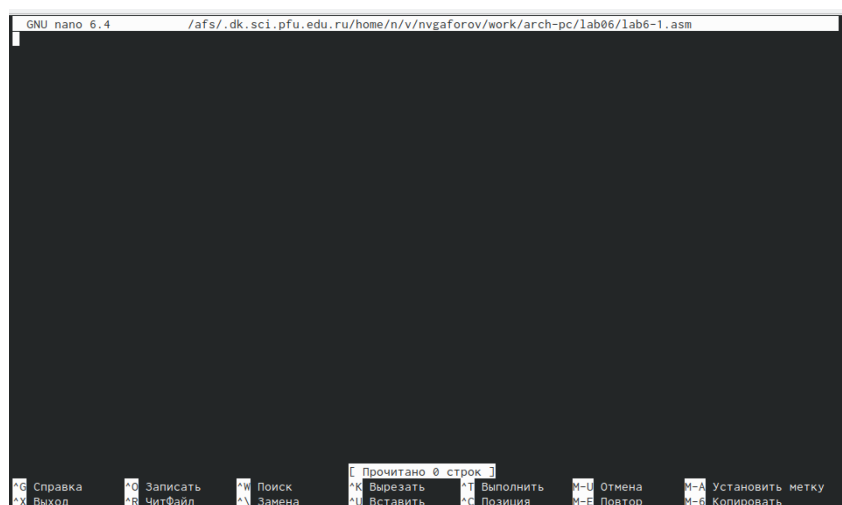 GNU nano 6.4 /afs/.dk.sci.pfu.edu.ru/home/n/v/nvgaforov/work/arch-pc/lab06/lab6-1.asm
[ Прочитано 0 строк ]
^G Справка ^O Записать ^W Поиск ^K Вырезать ^T Выполнить M-U Отмена M-A Установить метку
^X Выход ^R ЧитФайл ^\ Замена ^U Вставить ^C Позиция M-E Повтор M-6 Копировать